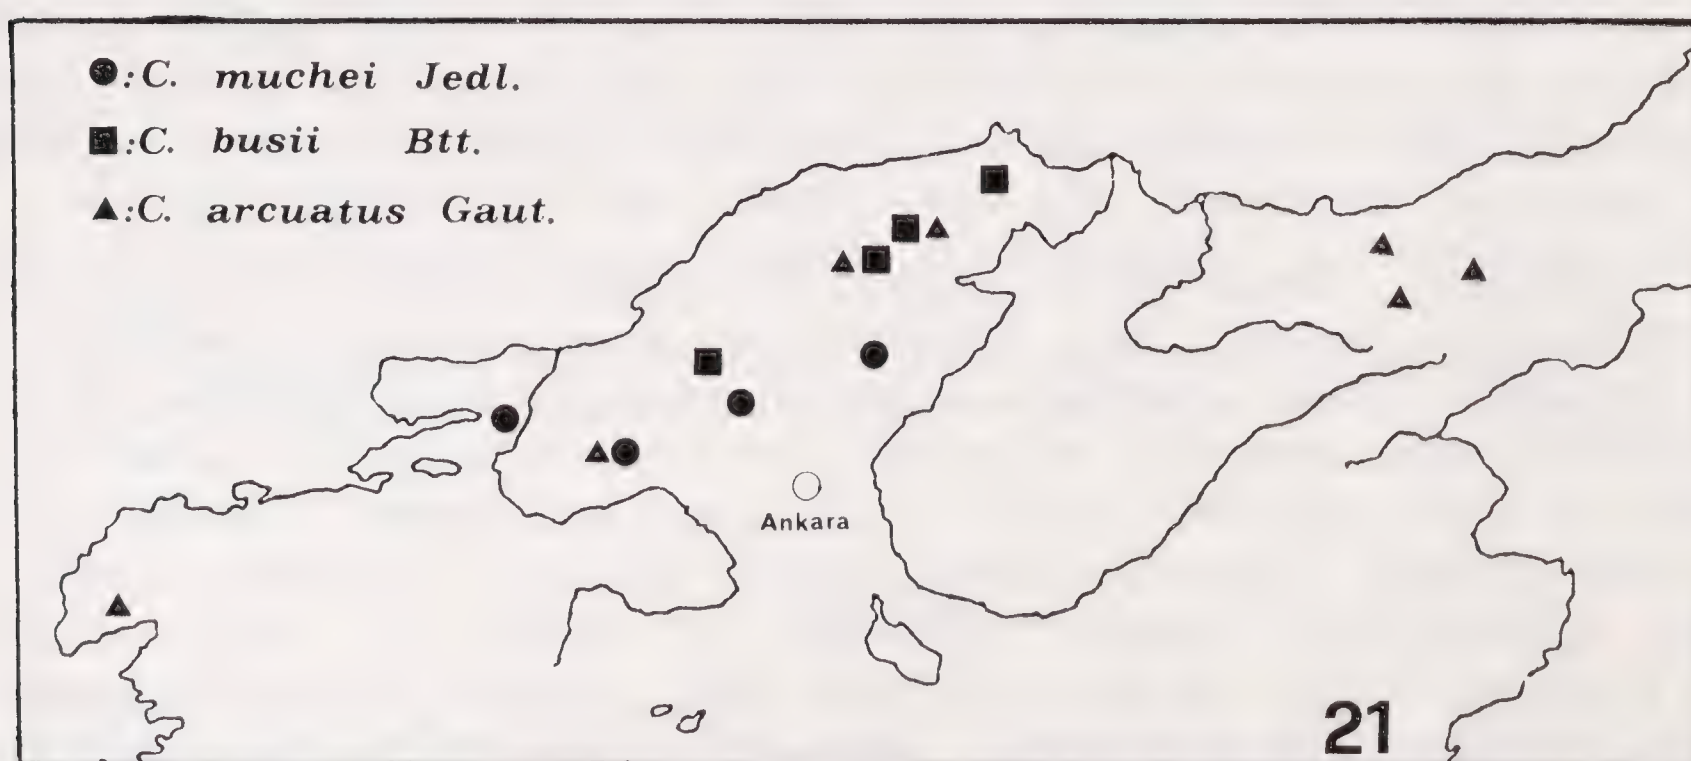 ●:C. muchei Jedl.
■:C. busii Btt.
▲:C. arcuatus Gaut.
Ankara
21